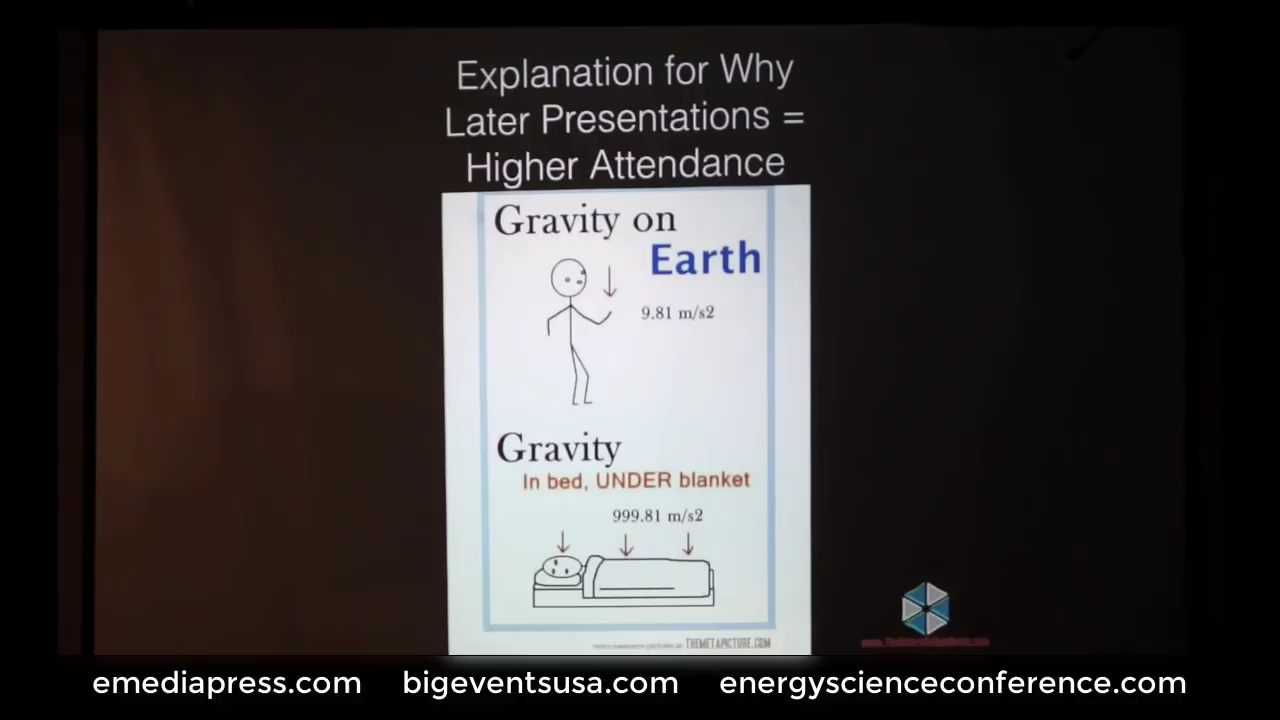 Explanation for Why
Later Presentations =
Higher Attendance
Gravity on
Earth
9.81 m/s2
Gravity
In bed, UNDER blanket
999.81 m/s2
THEMETAPICTURE.COM
emediapress.com bigeventsusa.com energyscienceconference.com